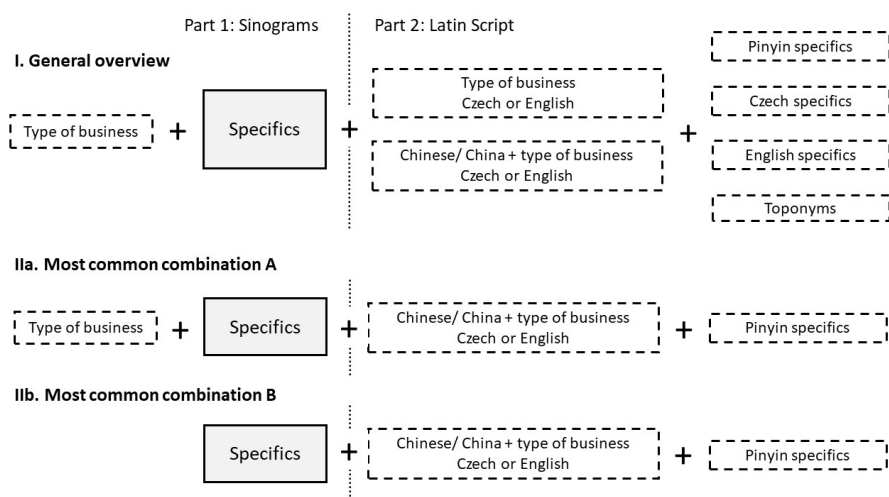 Part 1: Sinograms
Part 2: Latin Script
I. General overview
Type of business
+
Specifics
+
Type of business
Czech or English
Chinese/ China + type of business
Czech or English
+
Pinyin specifics
Czech specifics
English specifics
Toponyms
IIa. Most common combination A
Type of business
+
Specifics
+
Chinese/ China + type of business
Czech or English
+
Pinyin specifics
IIb. Most common combination B
Specifics
+
Chinese/ China + type of business
Czech or English
+
Pinyin specifics